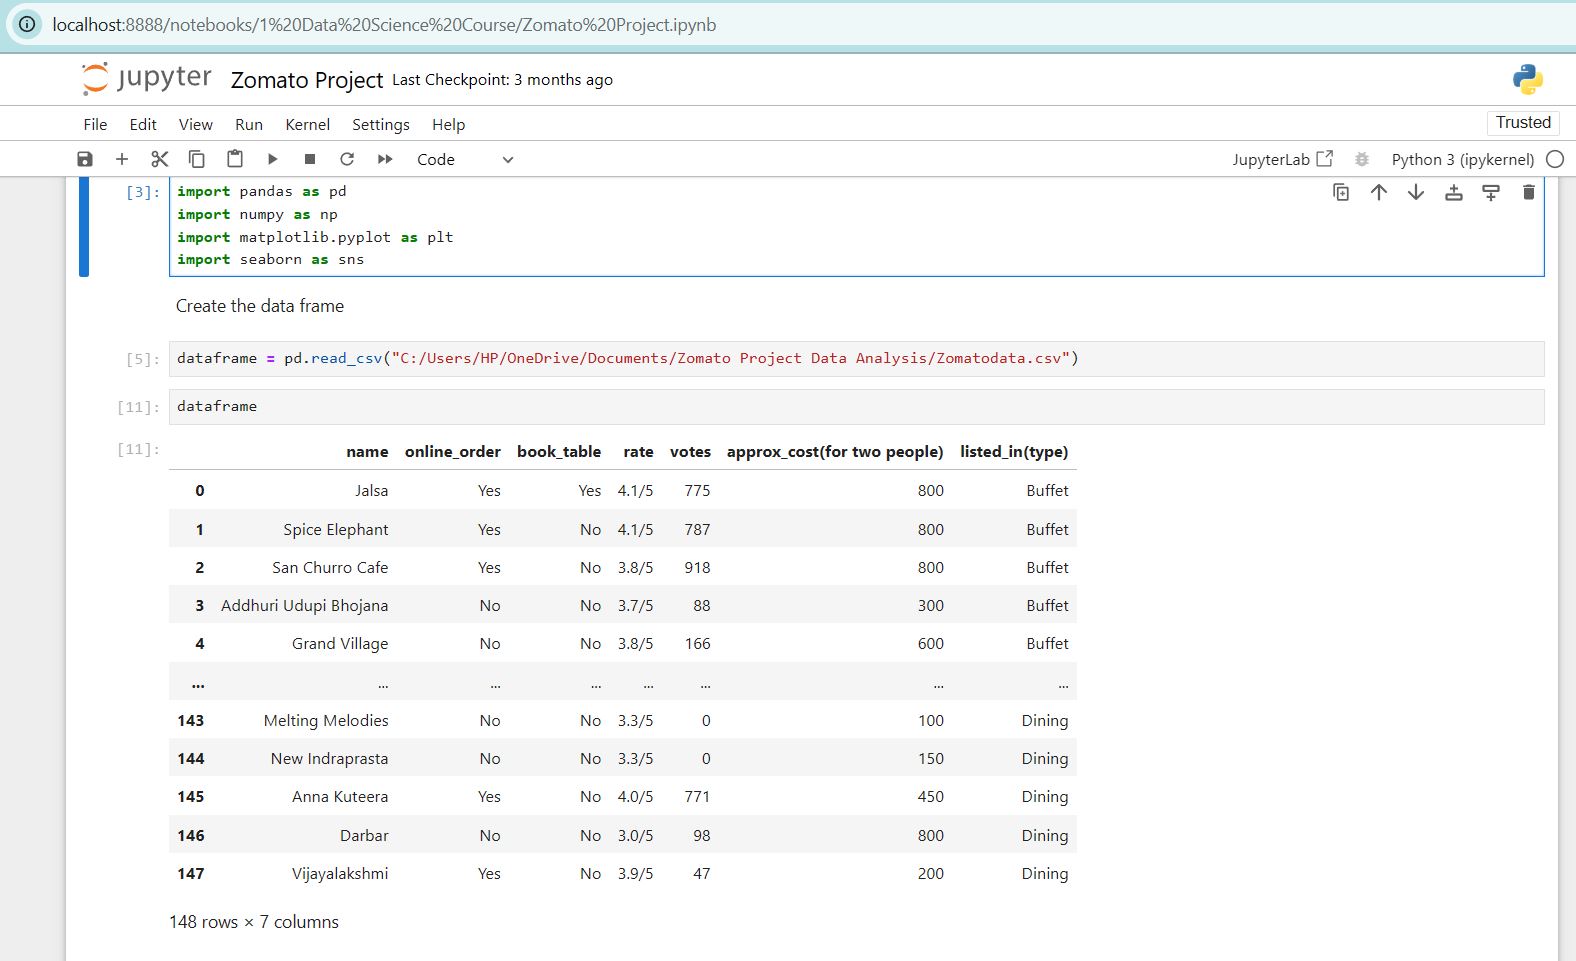 localhost:8888/notebooks/1%20Data%20Science%20Course/Zomato%20Project.ipynb
jupyter Zomato Project Last Checkpoint: 3 months ago
File Edit View Run Kernel Settings Help Trusted
Code JupyterLab Python 3 (ipykernel)
[3]: import pandas as pd
import numpy as np
import matplotlib.pyplot as plt
import seaborn as sns
Create the data frame
[5]: dataframe = pd.read_csv("C:/Users/HP/OneDrive/Documents/Zomato Project Data Analysis/Zomatodata.csv")
[11]: dataframe
[11]: name online_order book_table rate votes approx_cost(for two people) listed_in(type)
0 Jalsa Yes Yes 4.1/5 775 800 Buffet
1 Spice Elephant Yes No 4.1/5 787 800 Buffet
2 San Churro Cafe Yes No 3.8/5 918 800 Buffet
3 Addhuri Udupi Bhojana No No 3.7/5 88 300 Buffet
4 Grand Village No No 3.8/5 166 600 Buffet
... ... ... ... ... ... ... ...
143 Melting Melodies No No 3.3/5 0 100 Dining
144 New Indraprasta No No 3.3/5 0 150 Dining
145 Anna Kuteera Yes No 4.0/5 771 450 Dining
146 Darbar No No 3.0/5 98 800 Dining
147 Vijayalakshmi Yes No 3.9/5 47 200 Dining
148 rows × 7 columns